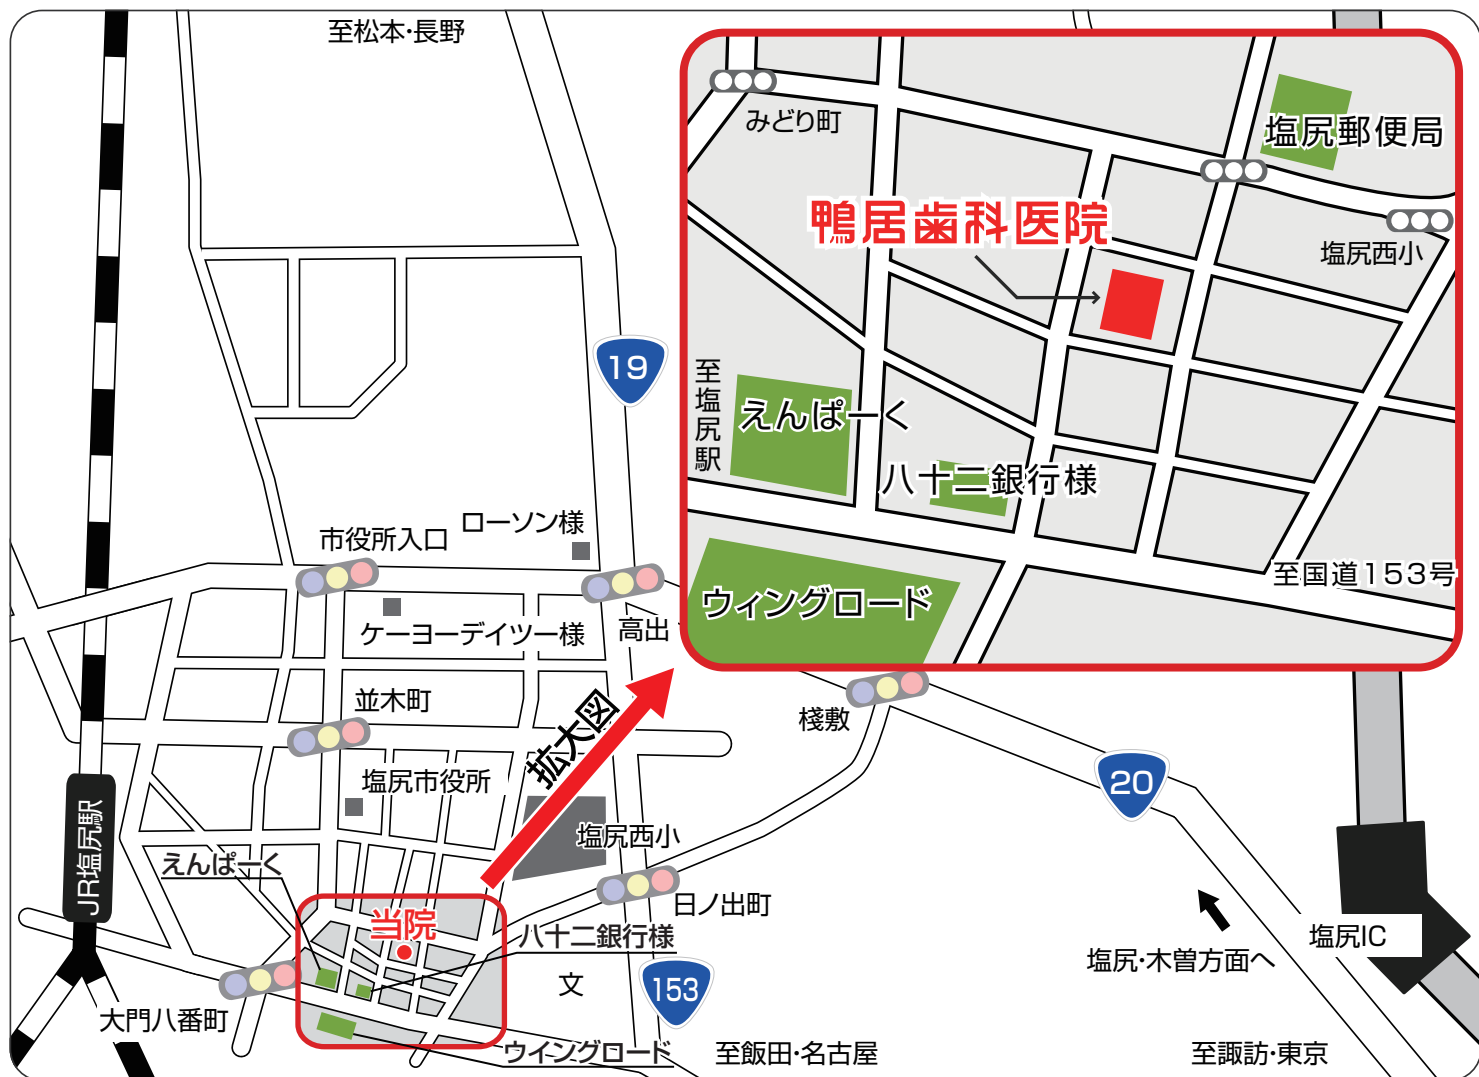 至松本・長野
みどり町
塩尻郵便局
鴨居歯科医院
塩尻西小
至塩尻駅
えんぱーく
八十二銀行様
至国道153号
ウィングロード
19
ローソン様
市役所入口
ケーヨーデイツー様
高出
並木町
拡大図
棧敷
20
塩尻市役所
塩尻西小
JR塩尻駅
えんぱーく
日ノ出町
当院
八十二銀行様
塩尻IC
塩尻・木曽方面へ
文
153
大門八番町
ウイングロード
至飯田・名古屋
至諏訪・東京